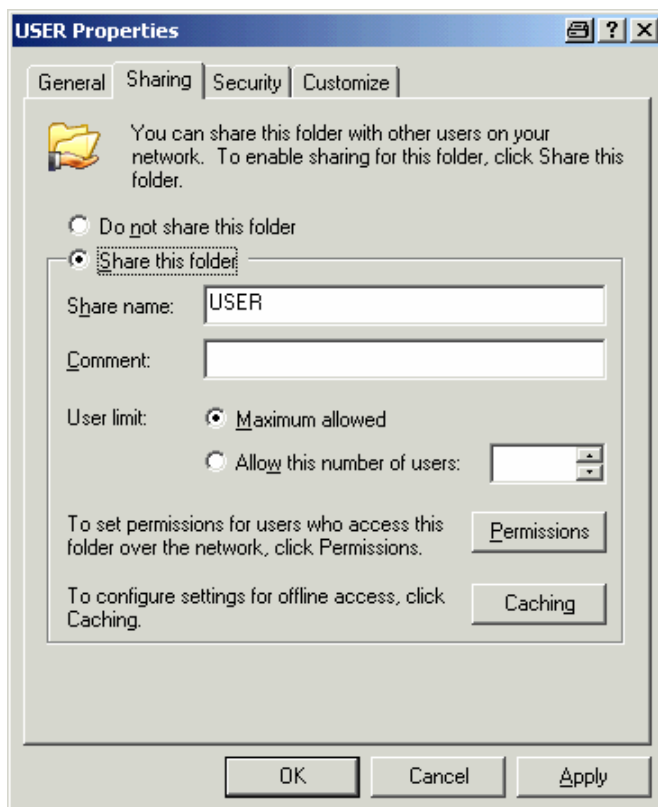 USER Properties
?
General Sharing Security Customize
You can share this folder with other users on your
network. To enable sharing for this folder, click Share this
folder.
Do not share this folder
Share this folder
Share name: USER
Comment:
User limit: Maximum allowed
Allow this number of users:
To set permissions for users who access this
folder over the network, click Permissions.
Permissions
To configure settings for offline access, click
Caching.
Caching
OK Cancel Apply